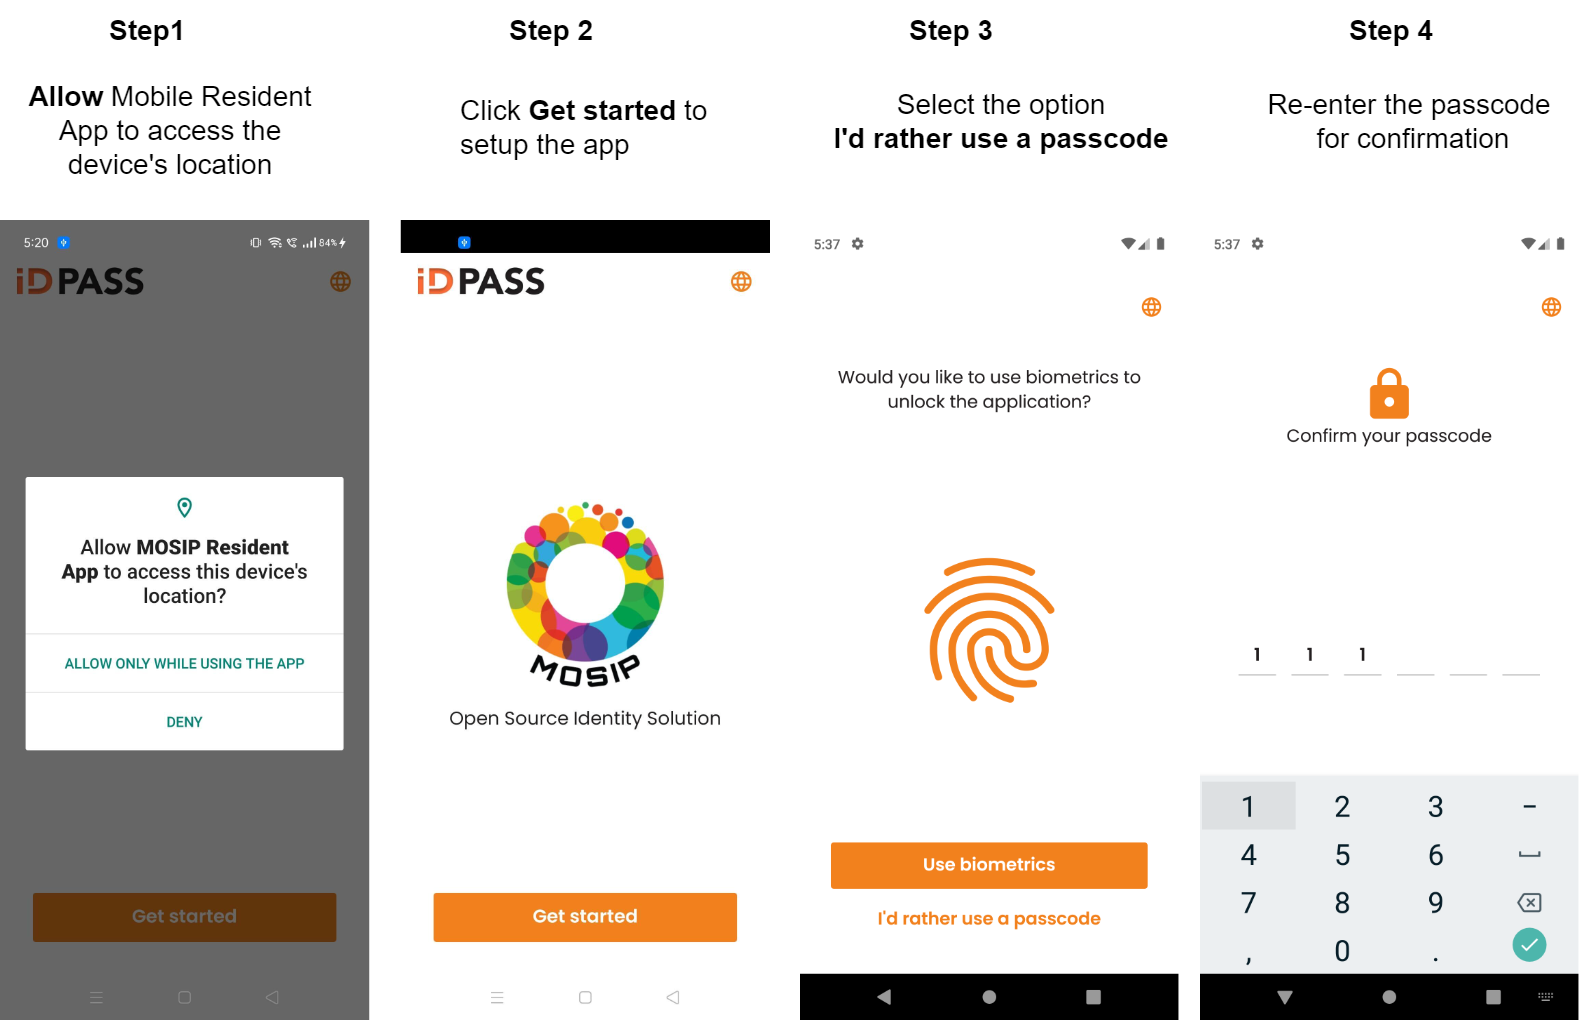 Step1
Allow Mobile Resident
App to access the
device's location
5:20
84%
iD PASS
Allow MOSIP Resident
App to access this device's
location?
ALLOW ONLY WHILE USING THE APP
DENY
Get started
Step 2
Click Get started to
setup the app
iD PASS
MOSIP
Open Source Identity Solution
Get started
Step 3
Select the option
I'd rather use a passcode
5:37
Would you like to use biometrics to
unlock the application?
Use biometrics
I'd rather use a passcode
Step 4
Re-enter the passcode
for confirmation
5:37
Confirm your passcode
1 1 1
1 2 3 -
4 5 6
7 8 9
, 0 .